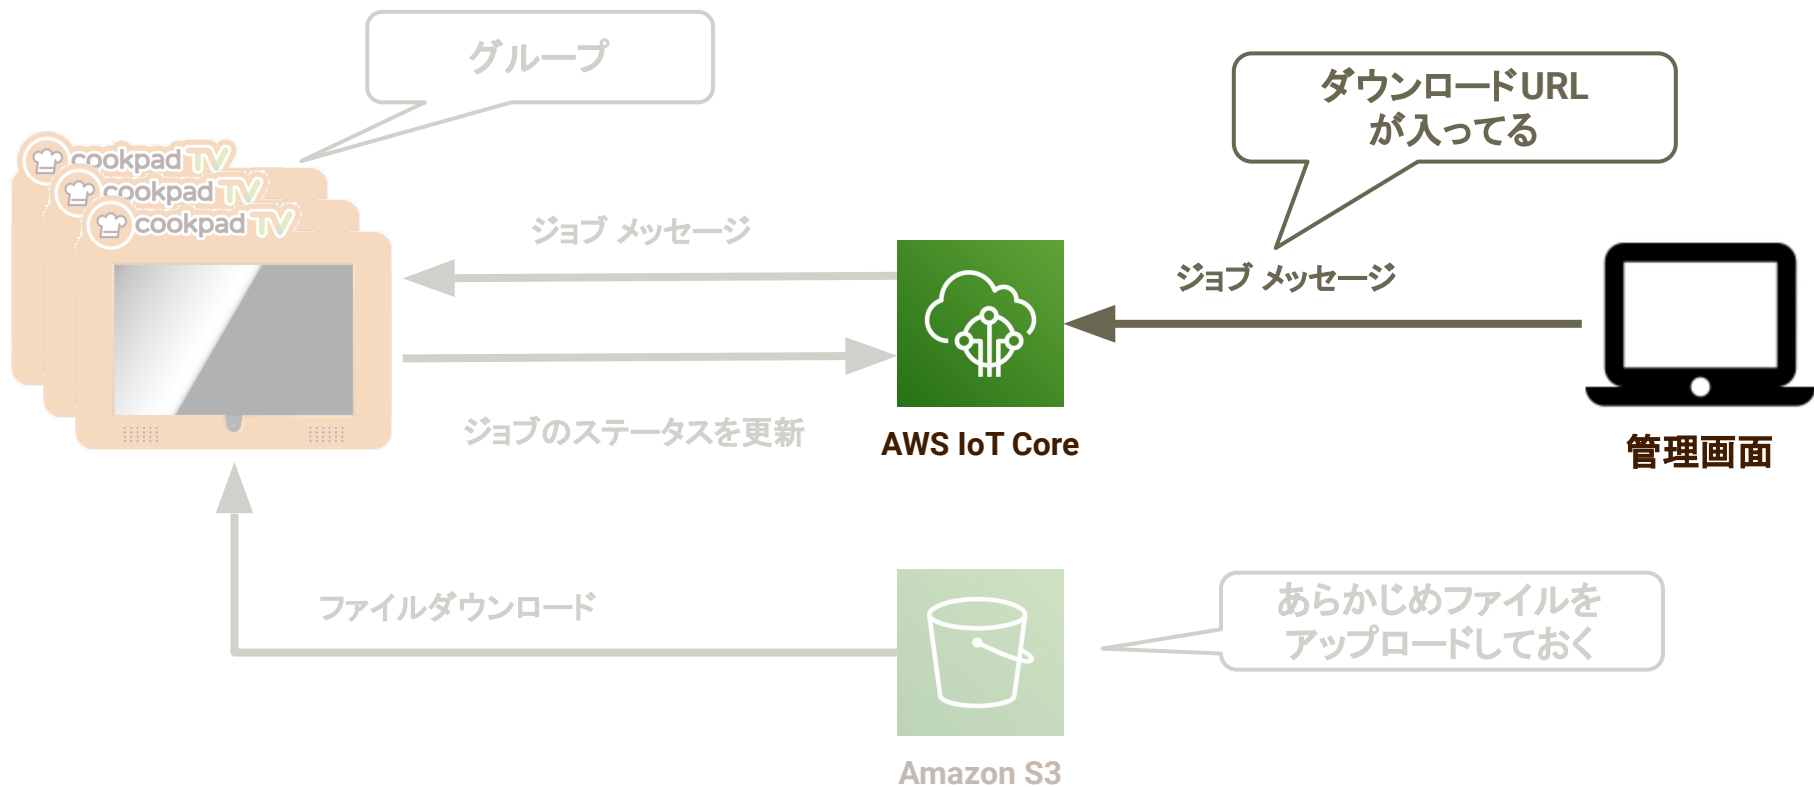 グループ
ダウンロードURL
が入ってる
cookpad TV
cookpad TV
cookpad TV
ジョブ メッセージ
ジョブ メッセージ
ジョブのステータスを更新
AWS IoT Core
管理画面
ファイルダウンロード
あらかじめファイルを
アップロードしておく
Amazon S3